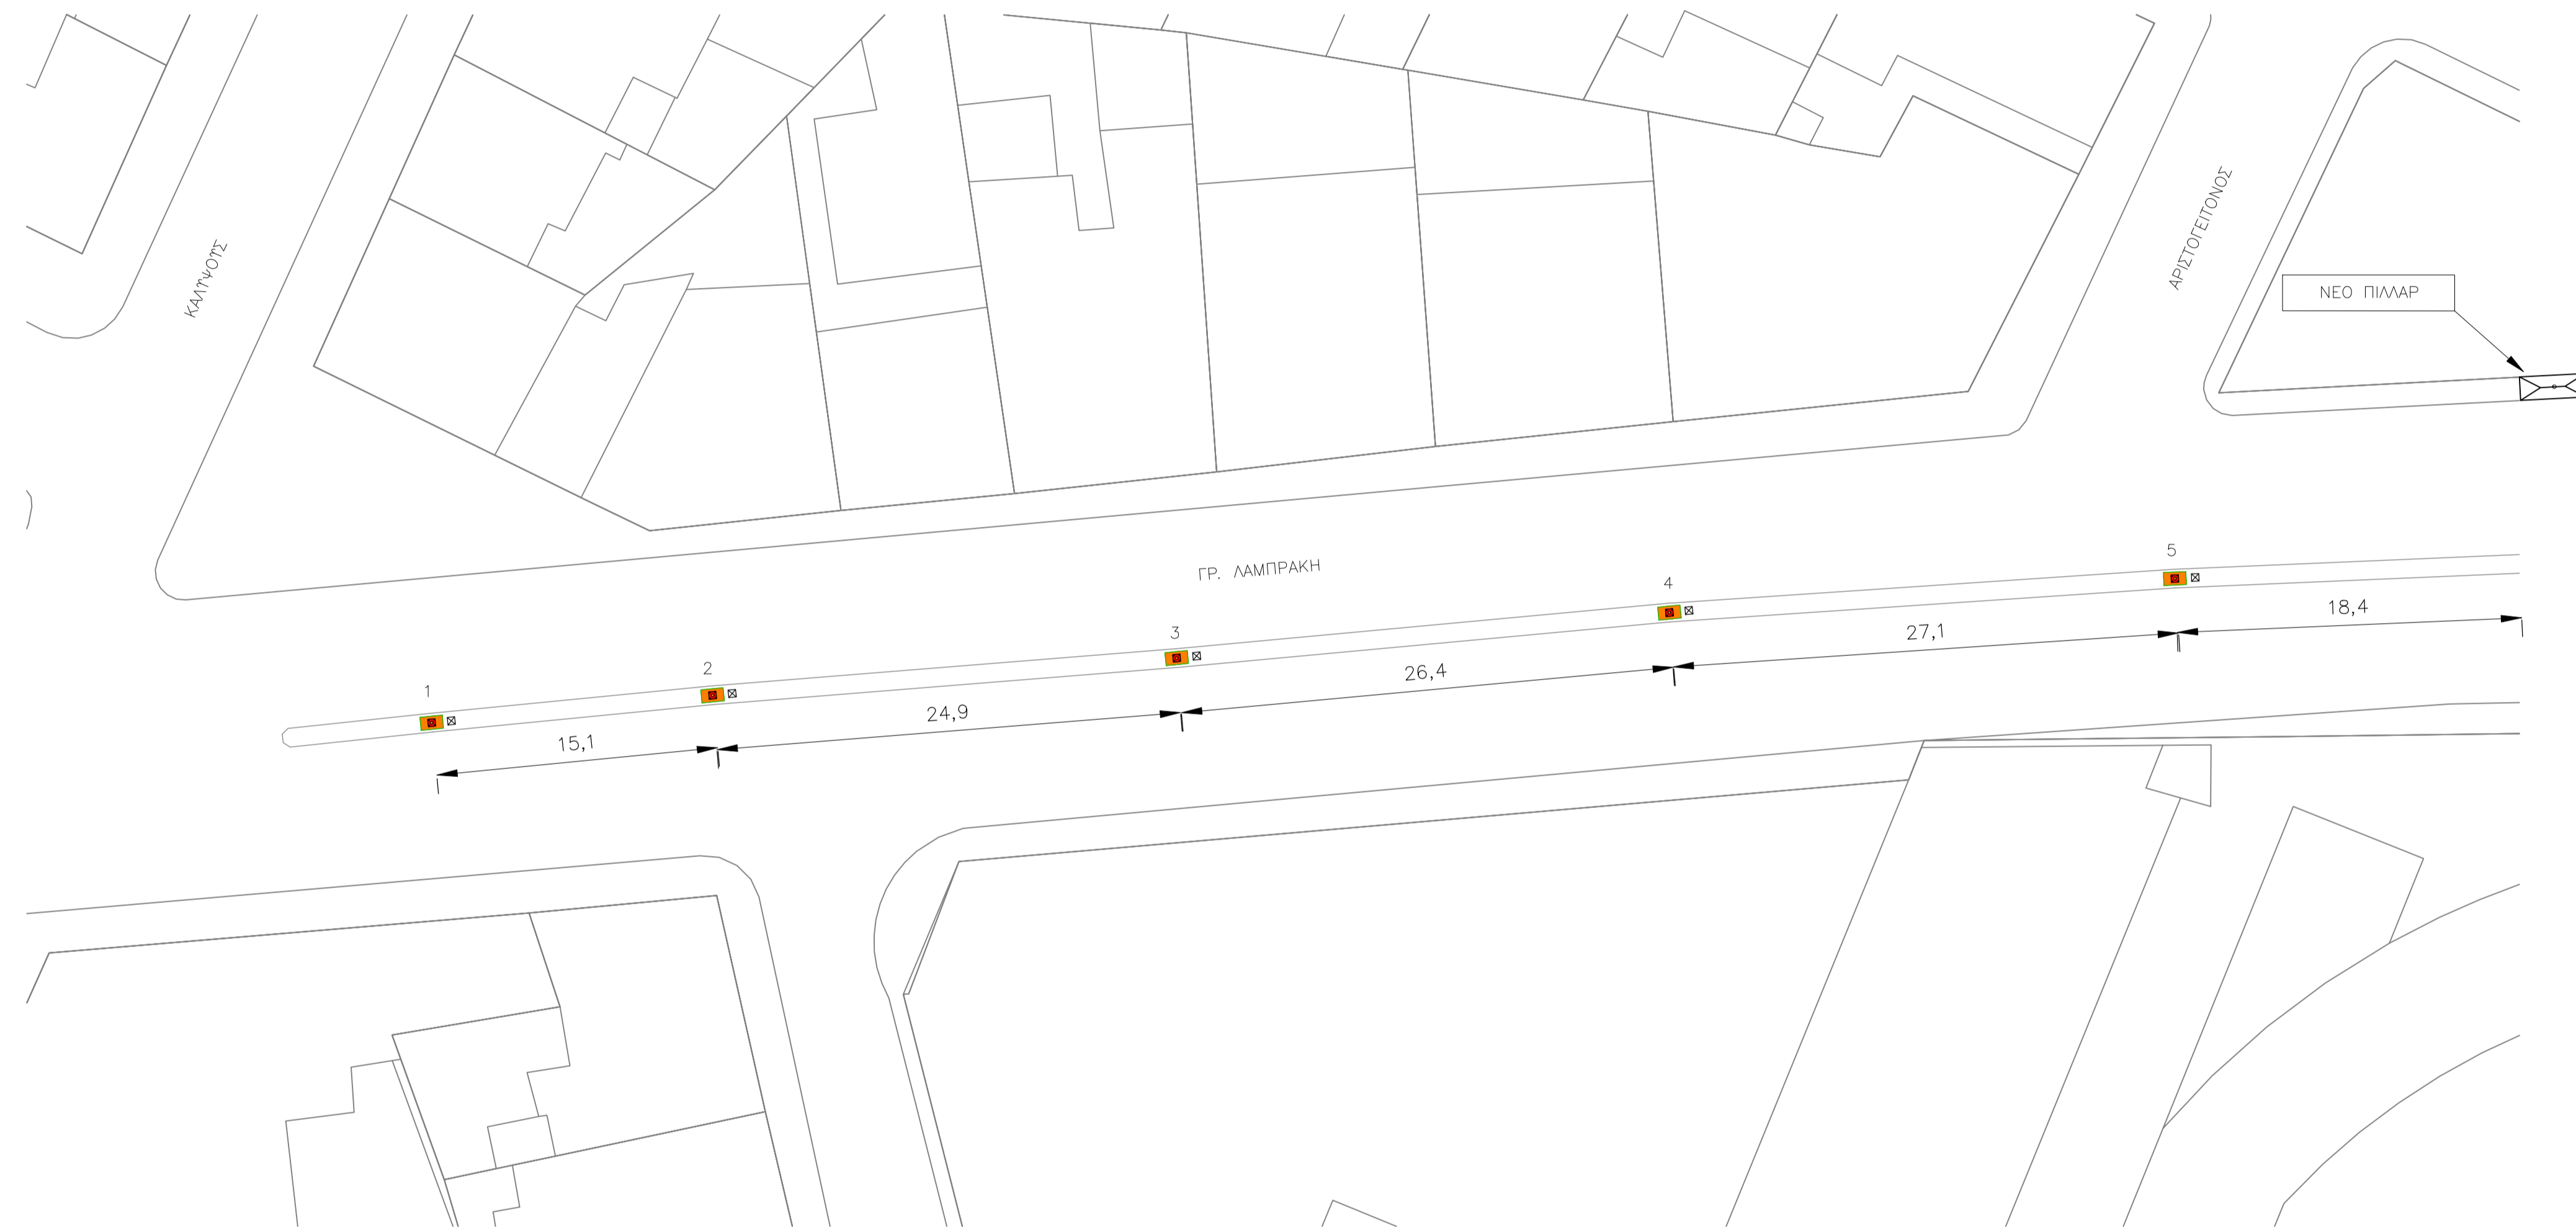 ΚΑΛΥΨΟΥΣ
ΑΡΙΣΤΟΓΕΙΤΟΝΟΣ
ΝΕΟ ΠΙΛΛΑΡ
ΓΡ. ΛΑΜΠΡΑΚΗ
5
4
3
2
1
18,4
27,1
26,4
24,9
15,1